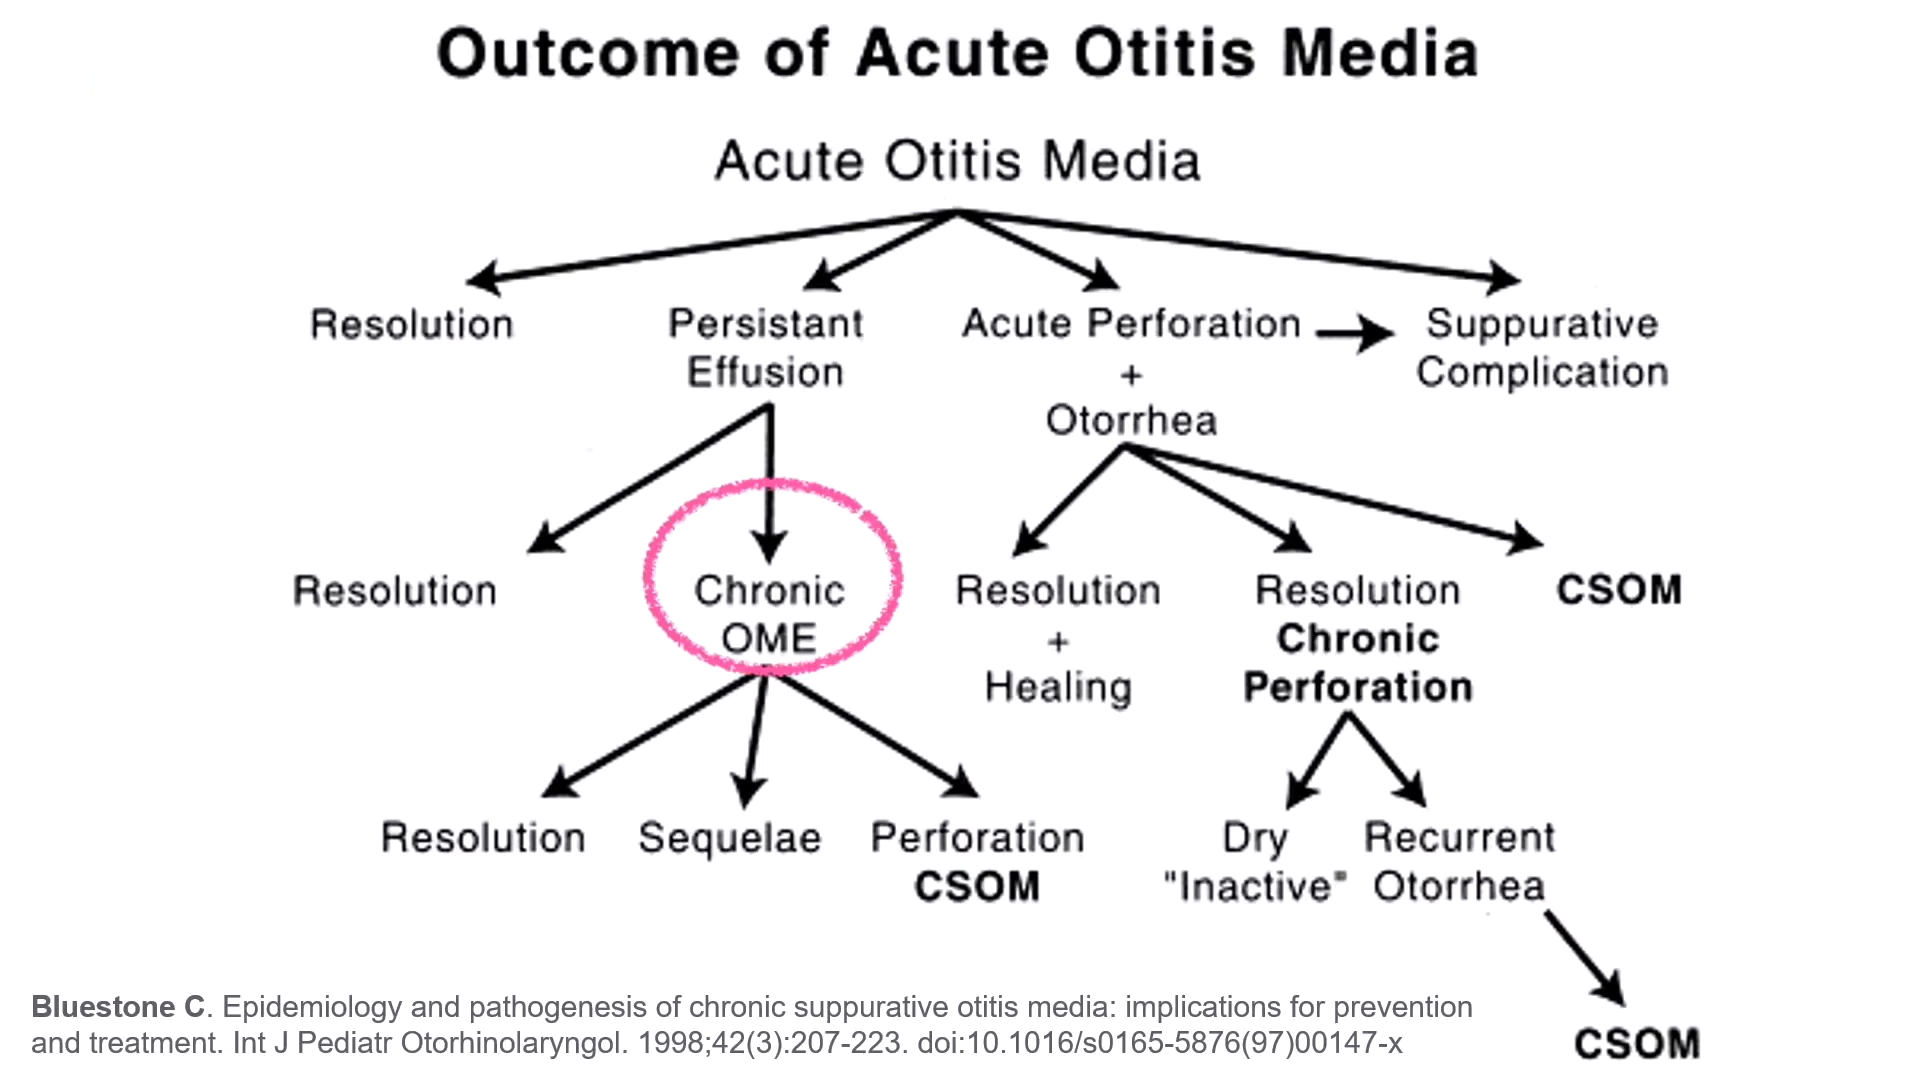 Outcome of Acute Otitis Media
Acute Otitis Media
Resolution
Persistant
Effusion
Acute Perforation
+
Otorrhea
Suppurative
Complication
Resolution
Chronic
OME
Resolution
+
Healing
Resolution
Chronic
Perforation
CSOM
Resolution
Sequelae
Perforation
CSOM
Dry
"Inactive"
Recurrent
Otorrhea
CSOM
Bluestone C. Epidemiology and pathogenesis of chronic suppurative otitis media: implications for prevention
and treatment. Int J Pediatr Otorhinolaryngol. 1998;42(3):207-223. doi:10.1016/s0165-5876(97)00147-x